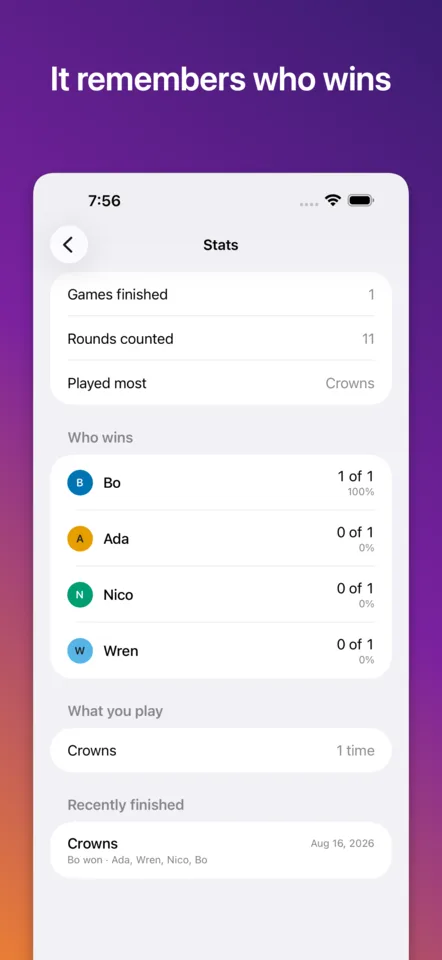 It remembers who wins
7:56
Stats
Games finished 1
Rounds counted 11
Played most Crowns
Who wins
B Bo 1 of 1
100%
A Ada 0 of 1
0%
N Nico 0 of 1
0%
W Wren 0 of 1
0%
What you play
Crowns 1 time
Recently finished
Crowns Aug 16, 2026
Bo won · Ada, Wren, Nico, Bo